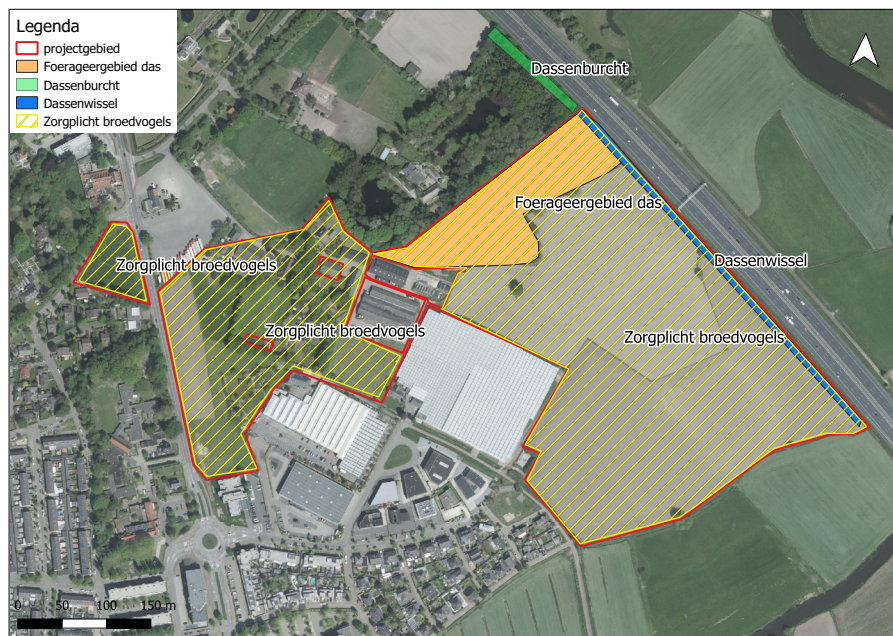 Legenda
projectgebied
Foerageergebied das
Dassenburcht
Dassenwissel
Zorgplicht broedvogels
Dassenburcht
Foerageergebied das
Dassenwissel
Zorgplicht broedvogels
Zorgplicht broedvogels
Zorgplicht broedvogels
0 50 100 150 m